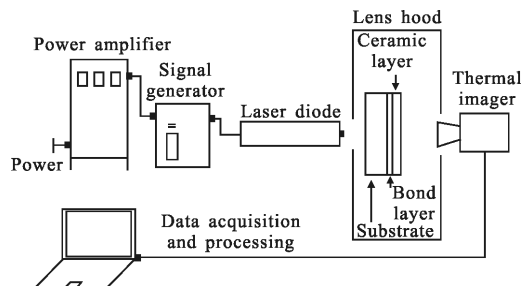 Lens hood
Power amplifier
Ceramic
layer
Signal
generator
Thermal
imager
Laser diode
Power
Bond
layer
Substrate
Data acquisition
and processing